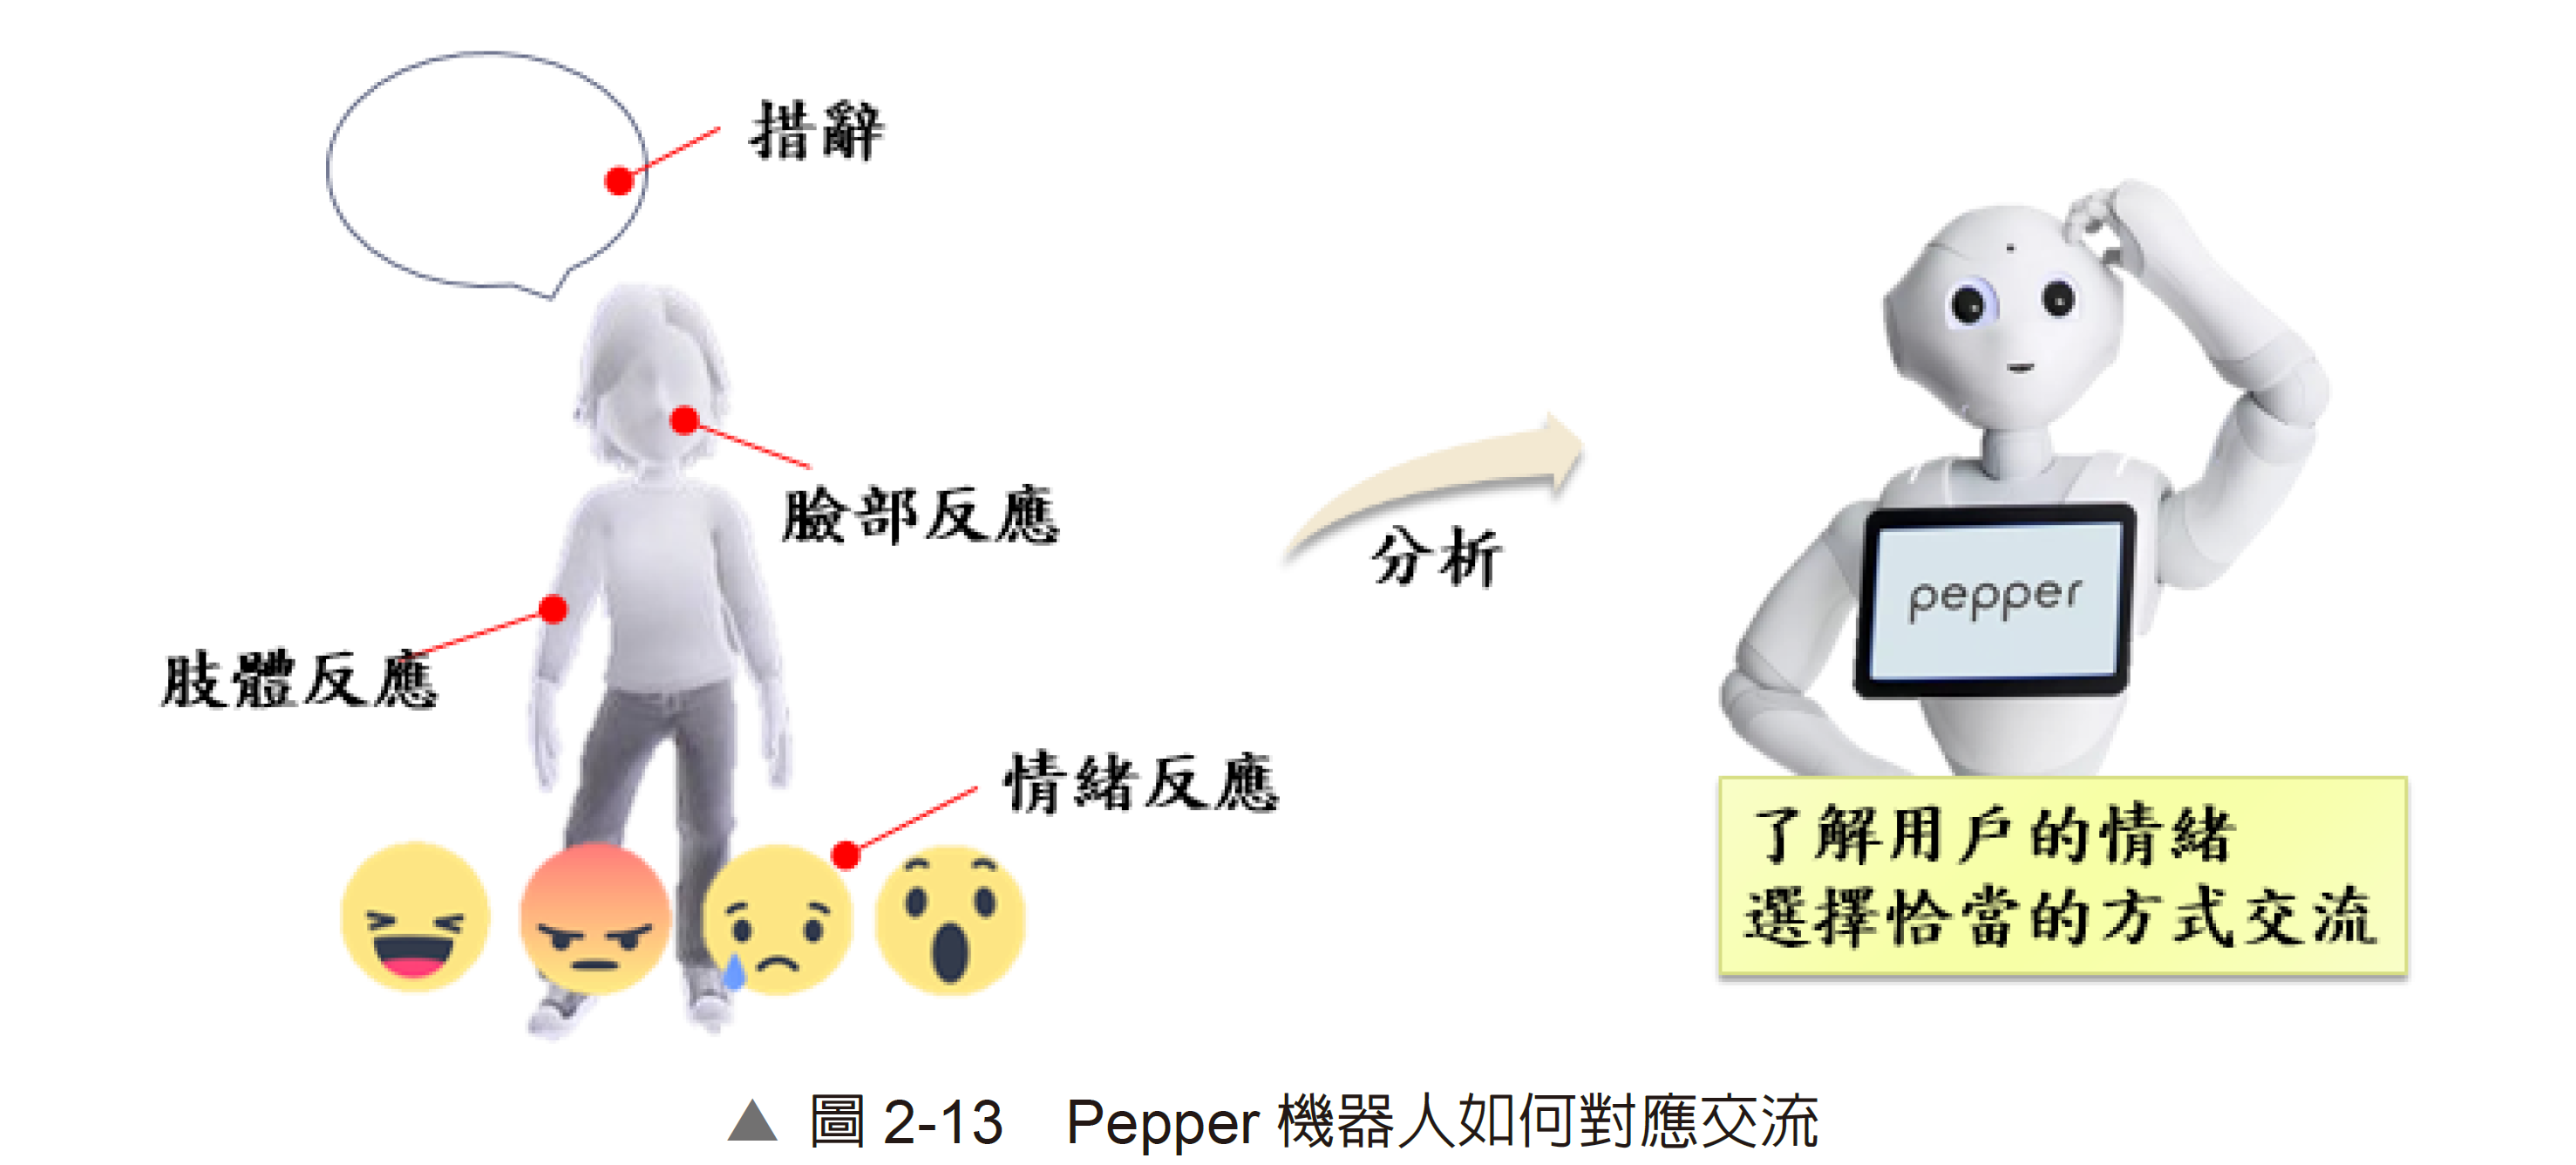 措辭
臉部反應
肢體反應
情緒反應
分析
pepper
了解用戶的情緒
選擇恰當的方式交流
▲ 圖 2-13 Pepper 機器人如何對應交流